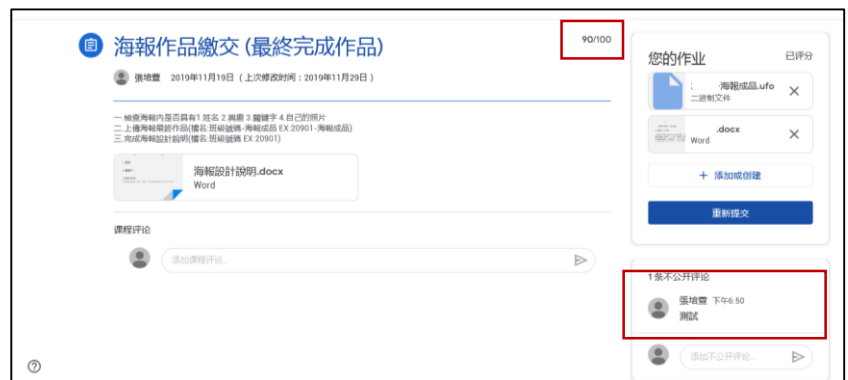 海報作品繳交 (最終完成作品)
90/100
張培萱 2019年11月19日 ( 上次修改时间：2019年11月29日 )
一.檢查海報內是否具有1.姓名 2.興趣 3.關鍵字 4.自己的照片
二.上傳海報最終作品(檔名:班級號碼-海報成品 EX:20901-海報成品)
三.完成海報設計說明(檔名:班級號碼 EX:20901)
海報設計說明.docx
Word
课程评论
添加课程评论...
您的作业
已评分
海報成品.ufo
二进制文件
.docx
Word
+ 添加或创建
重新提交
1 条不公开评论
張培萱 下午6:50
測試
添加不公开评论...